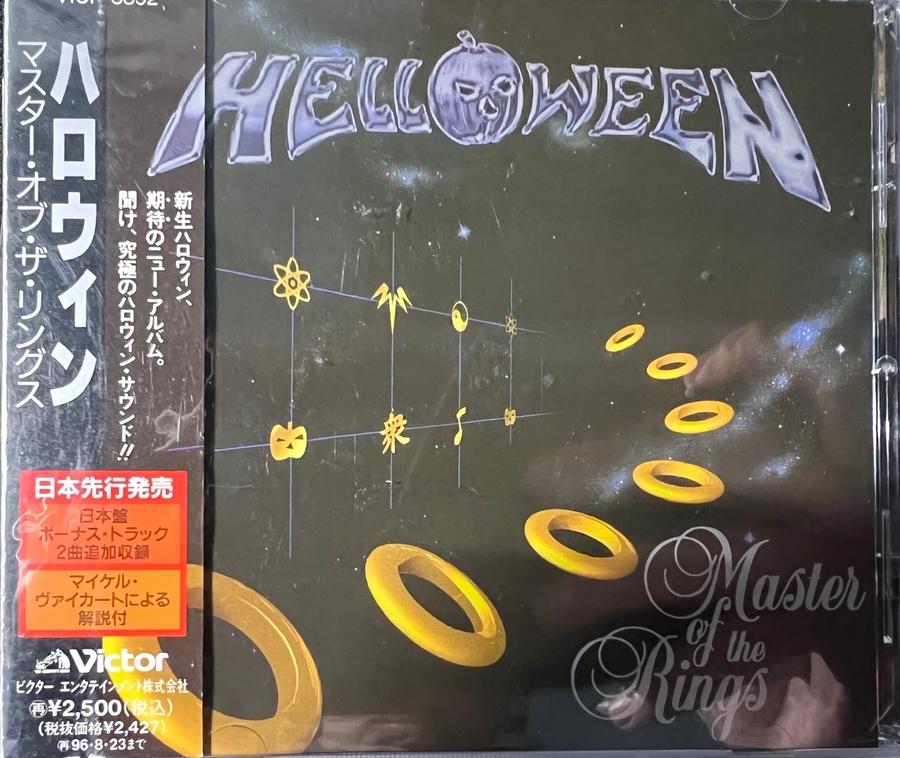 ハロウィン
マスター・オブ・ザ・リングス
新生ハロウィン、
期待のニュー・アルバム。
聞け、究極のハロウィン・サウンド!!
日本先行発売
日本盤
ボーナス・トラック
2曲追加収録
マイケル・
ヴァイカートによる
解説付
Victor
ビクター エンタテインメント株式会社
再¥2,500(税込)
(税抜価格¥2,427)
再96・8・23まで
HELLOWEEN
衆
Master
of the
Rings